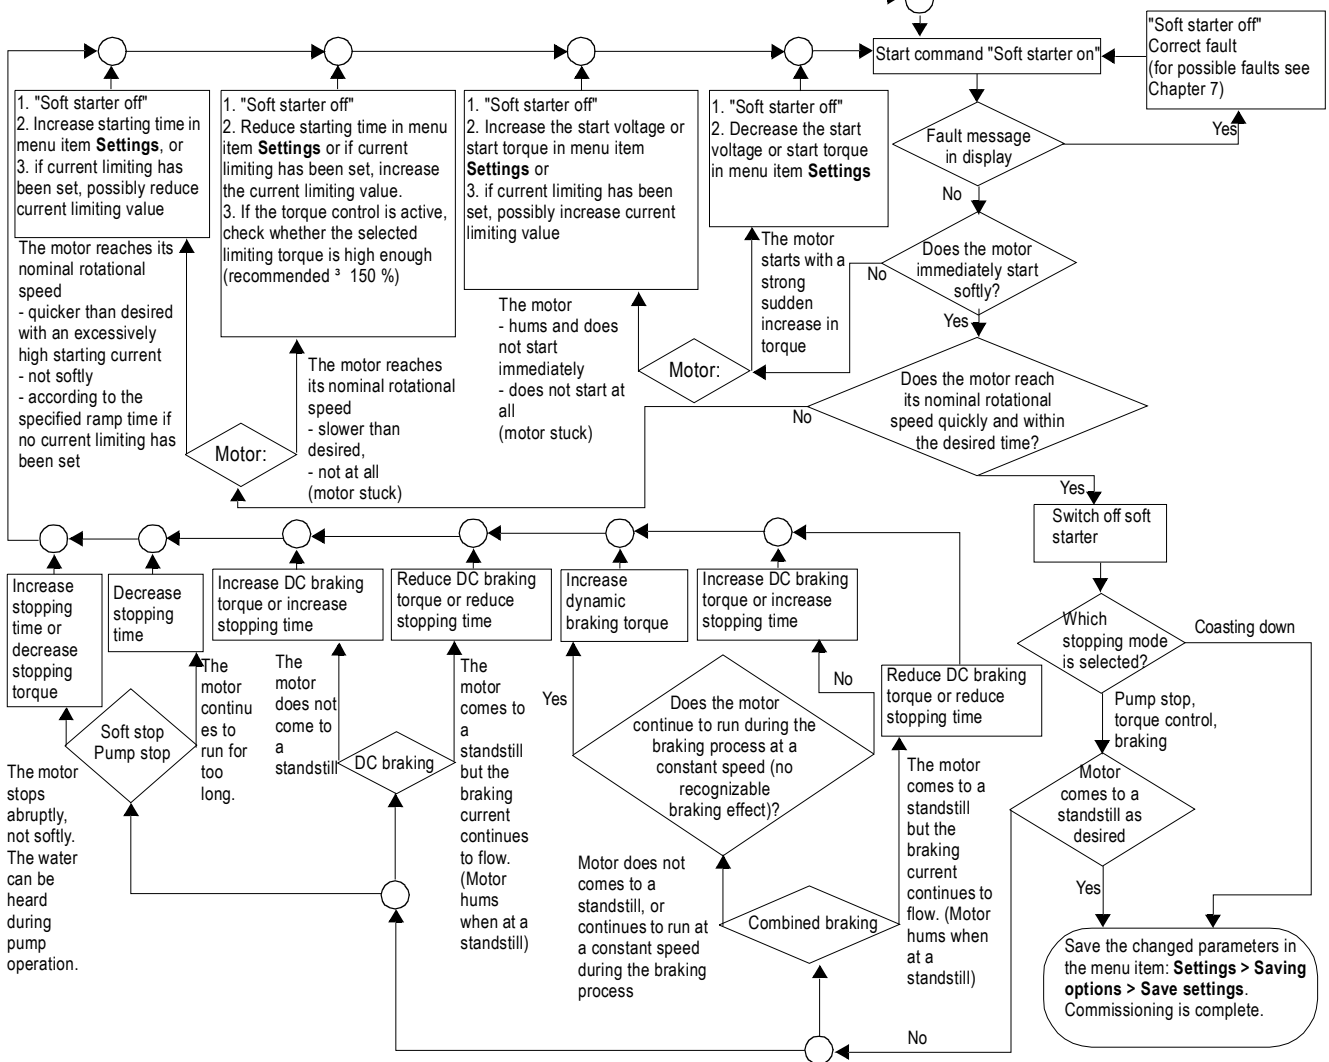 Start command "Soft starter on"
"Soft starter off"
Correct fault
(for possible faults see
Chapter 7)
Yes
Fault message
in display
No
1. "Soft starter off"
2. Increase starting time in
menu item Settings, or
3. if current limiting has
been set, possibly reduce
current limiting value
1. "Soft starter off"
2. Reduce starting time in menu
item Settings or if current
limiting has been set, increase
the current limiting value.
3. If the torque control is active,
check whether the selected
limiting torque is high enough
(recommended ³ 150 %)
1. "Soft starter off"
2. Increase the start voltage or
start torque in menu item
Settings or
3. if current limiting has been
set, possibly increase current
limiting value
1. "Soft starter off"
2. Decrease the start
voltage or start torque
in menu item Settings
The motor reaches its
nominal rotational
speed
- quicker than desired
with an excessively
high starting current
- not softly
- according to the
specified ramp time if
no current limiting has
been set
Motor:
The motor reaches
its nominal rotational
speed
- slower than
desired,
- not at all
(motor stuck)
The motor
- hums and does
not start
immediately
- does not start at
all
(motor stuck)
Motor:
The motor
starts with a
strong
sudden
increase in
torque
No
Does the motor
immediately start
softly?
Yes
Does the motor reach
its nominal rotational
speed quickly and within
the desired time?
No
Yes
Switch off soft
starter
Which
stopping mode
is selected?
Coasting down
Pump stop,
torque control,
braking
Motor
comes to a
standstill as
desired
Yes
No
Save the changed parameters in
the menu item: Settings > Saving
options > Save settings.
Commissioning is complete.
Increase
stopping
time or
decrease
stopping
torque
Decrease
stopping
time
Increase DC braking
torque or increase
stopping time
Reduce DC braking
torque or reduce
stopping time
Increase
dynamic
braking torque
Increase DC braking
torque or increase
stopping time
Reduce DC braking
torque or reduce
stopping time
Soft stop
Pump stop
The motor
stops
abruptly,
not softly.
The water
can be
heard
during
pump
operation.
The
motor
continu
es to
run for
too
long.
The
motor
does not
come to
a
standstill
DC braking
The
motor
comes to
a
standstill
but the
braking
current
continues
to flow.
(Motor
hums
when at a
standstill)
Yes
Does the motor
continue to run during the
braking process at a
constant speed (no
recognizable
braking effect)?
No
Motor does not
comes to a
standstill, or
continues to run at
a constant speed
during the braking
process
Combined braking
The motor
comes to a
standstill
but the
braking
current
continues to
flow. (Motor
hums when
at a
standstill)